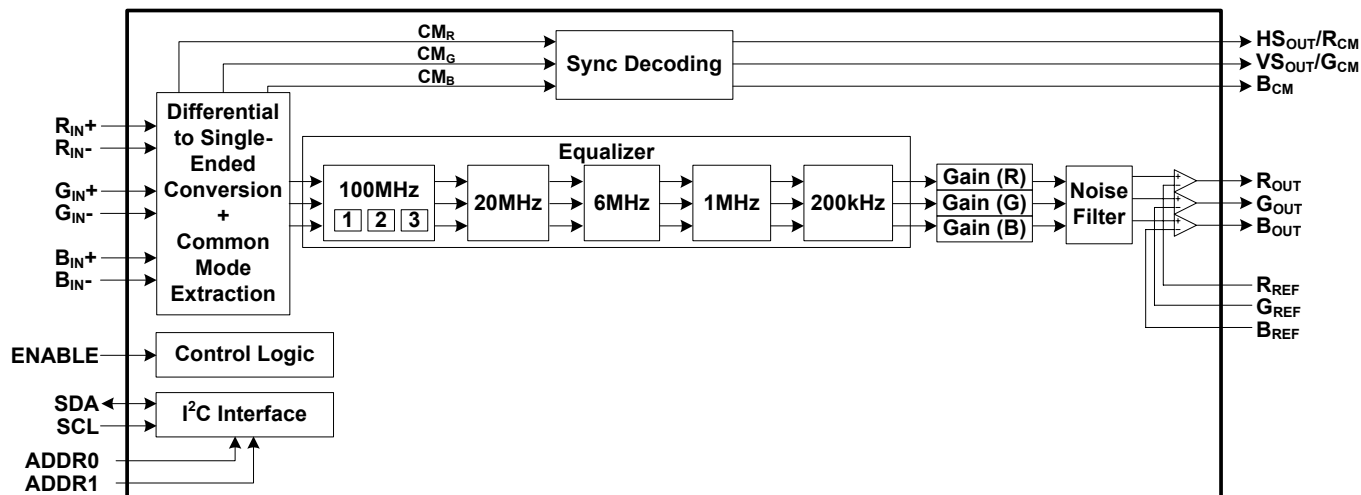 CM_R
CM_G
CM_B
Sync Decoding
HS_OUT/R_CM
VS_OUT/G_CM
B_CM
R_IN+
R_IN-
G_IN+
G_IN-
B_IN+
B_IN-
Differential
to Single-
Ended
Conversion
+
Common
Mode
Extraction
Equalizer
100MHz
1 2 3
20MHz
6MHz
1MHz
200kHz
Gain (R)
Gain (G)
Gain (B)
Noise
Filter
+
-
+
-
+
-
R_OUT
G_OUT
B_OUT
R_REF
G_REF
B_REF
ENABLE
Control Logic
SDA
SCL
I²C Interface
ADDR0
ADDR1